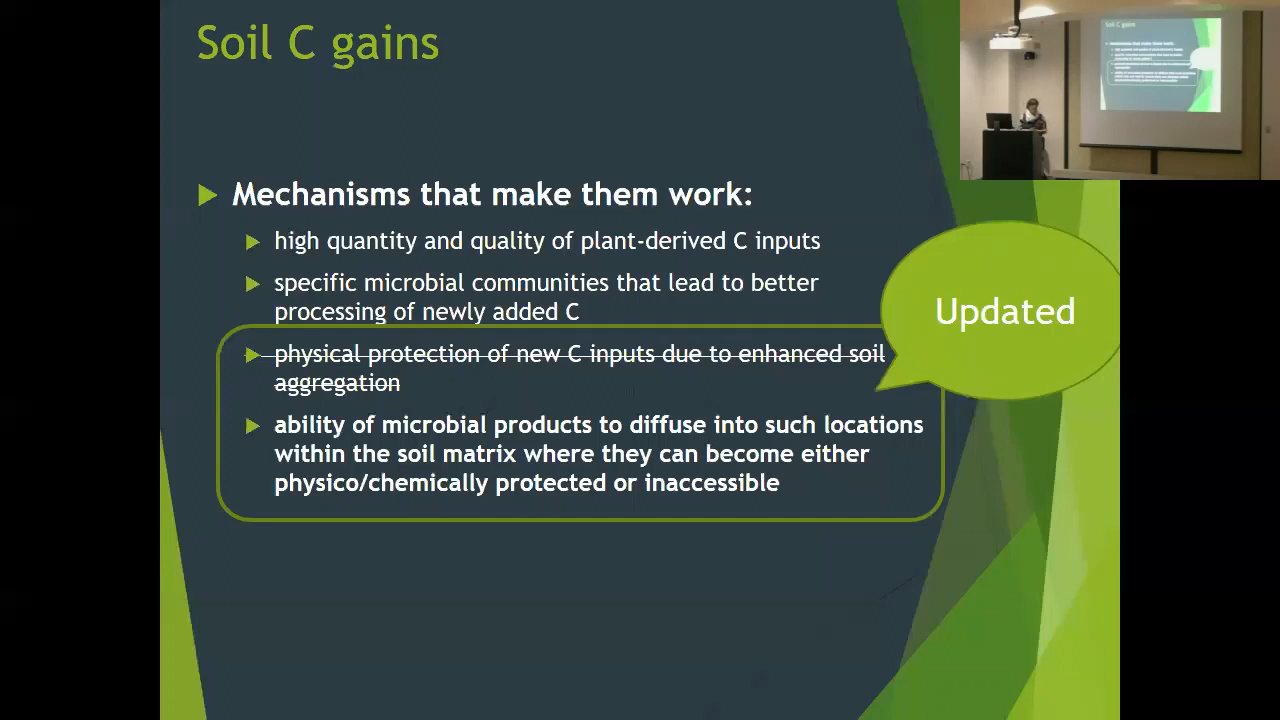 Soil C gains
Mechanisms that make them work:
high quantity and quality of plant-derived C inputs
specific microbial communities that lead to better
processing of newly added C
physical protection of new C inputs due to enhanced soil
aggregation
ability of microbial products to diffuse into such locations
within the soil matrix where they can become either
physico/chemically protected or inaccessible
Updated
Soil C gains